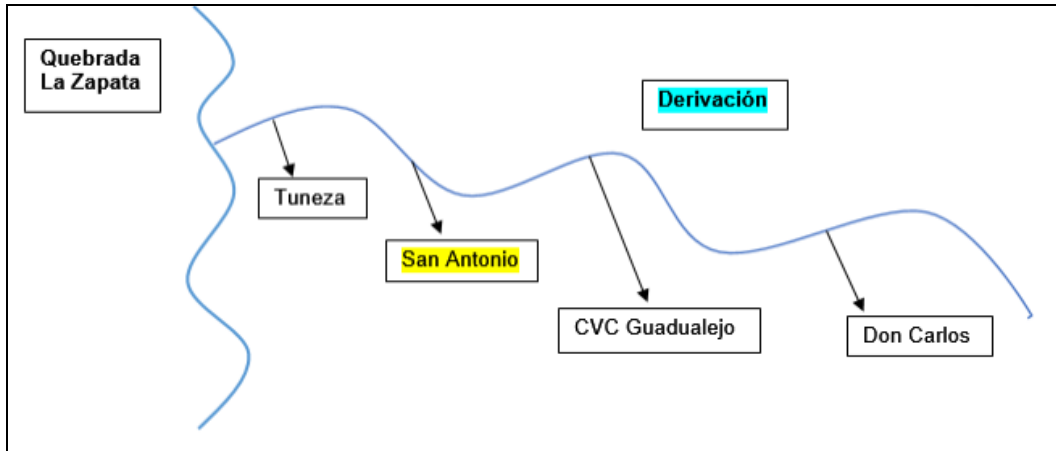 Quebrada
La Zapata
Derivación
Tuneza
San Antonio
CVC Guadualejo
Don Carlos